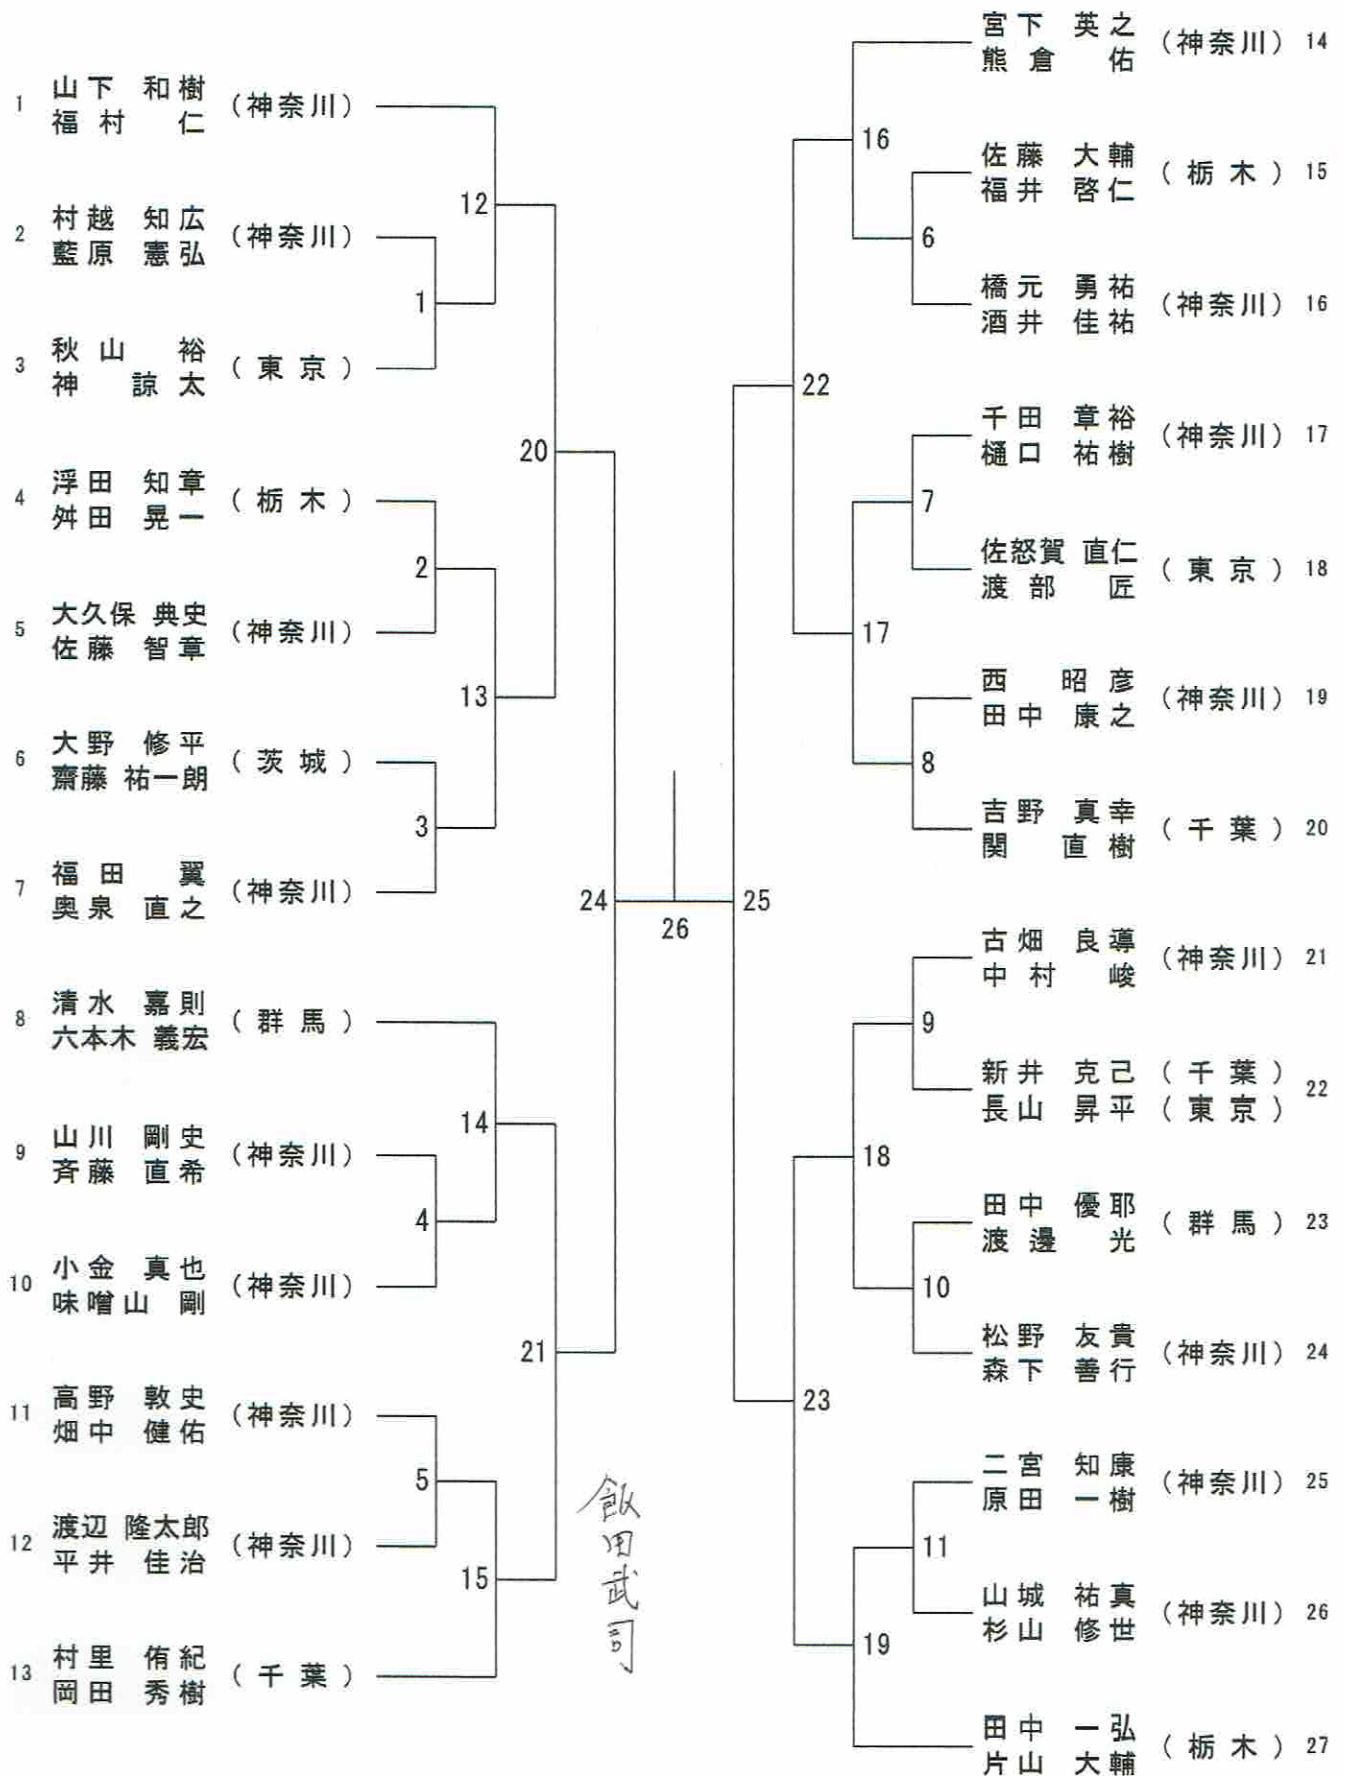 1 山下 和樹 (神奈川)
福村 仁
2 村越 知広 (神奈川)
藍原 憲弘
3 秋山 裕 (東京)
神 諒太
4 浮田 知章 (栃木)
舛田 晃一
5 大久保 典史 (神奈川)
佐藤 智章
6 大野 修平 (茨城)
齋藤 祐一朗
7 福田 翼 (神奈川)
奥泉 直之
8 清水 嘉則 (群馬)
六本木 義宏
9 山川 剛史 (神奈川)
斉藤 直希
10 小金 真也 (神奈川)
味噌山 剛
11 高野 敦史 (神奈川)
畑中 健佑
12 渡辺 隆太郎 (神奈川)
平井 佳治
13 村里 侑紀 (千葉)
岡田 秀樹
1
2
3
4
5
12
13
14
15
20
21
24
26
25
22
23
16
17
18
19
6
7
8
9
10
11
飯田武司
宮下 英之 (神奈川) 14
熊倉 佑
佐藤 大輔 (栃木) 15
福井 啓仁
橋元 勇祐 (神奈川) 16
酒井 佳祐
千田 章裕 (神奈川) 17
樋口 祐樹
佐怒賀 直仁 (東京) 18
渡部 匠
西 昭彦 (神奈川) 19
田中 康之
吉野 真幸 (千葉) 20
関 直樹
古畑 良導 (神奈川) 21
中村 峻
新井 克己 (千葉) 22
長山 昇平 (東京)
田中 優耶 (群馬) 23
渡邊 光
松野 友貴 (神奈川) 24
森下 善行
二宮 知康 (神奈川) 25
原田 一樹
山城 祐真 (神奈川) 26
杉山 修世
田中 一弘 (栃木) 27
片山 大輔